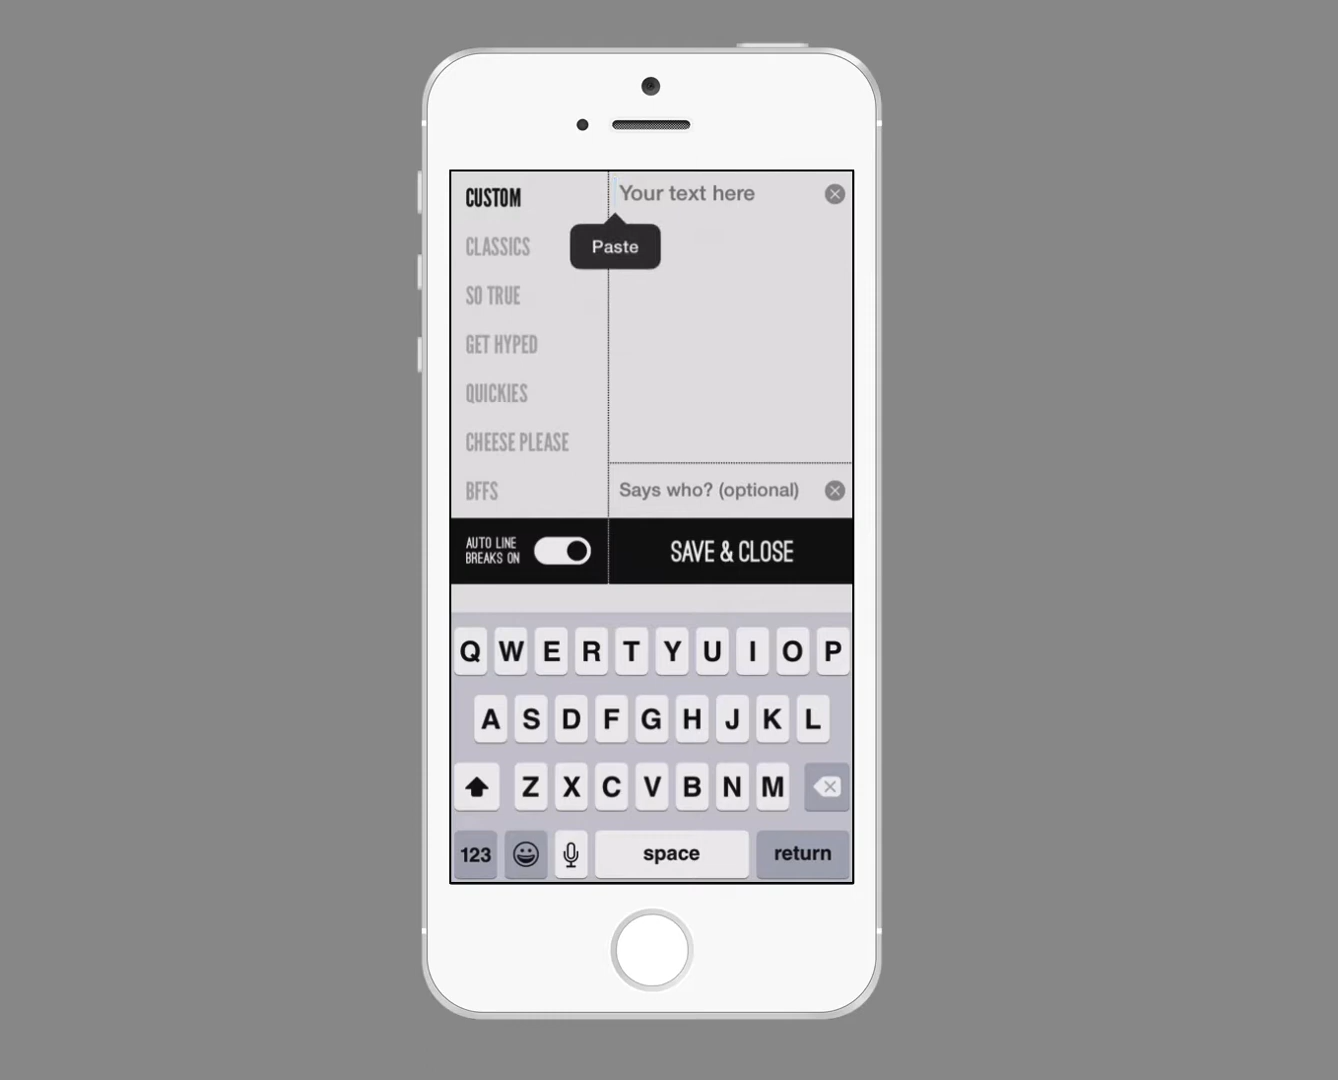 CUSTOM
Your text here
CLASSICS
Paste
SO TRUE
GET HYPED
QUICKIES
CHEESE PLEASE
BFFS
Says who? (optional)
AUTO LINE
BREAKS ON
SAVE & CLOSE
Q W E R T Y U I O P
A S D F G H J K L
Z X C V B N M
123 space return